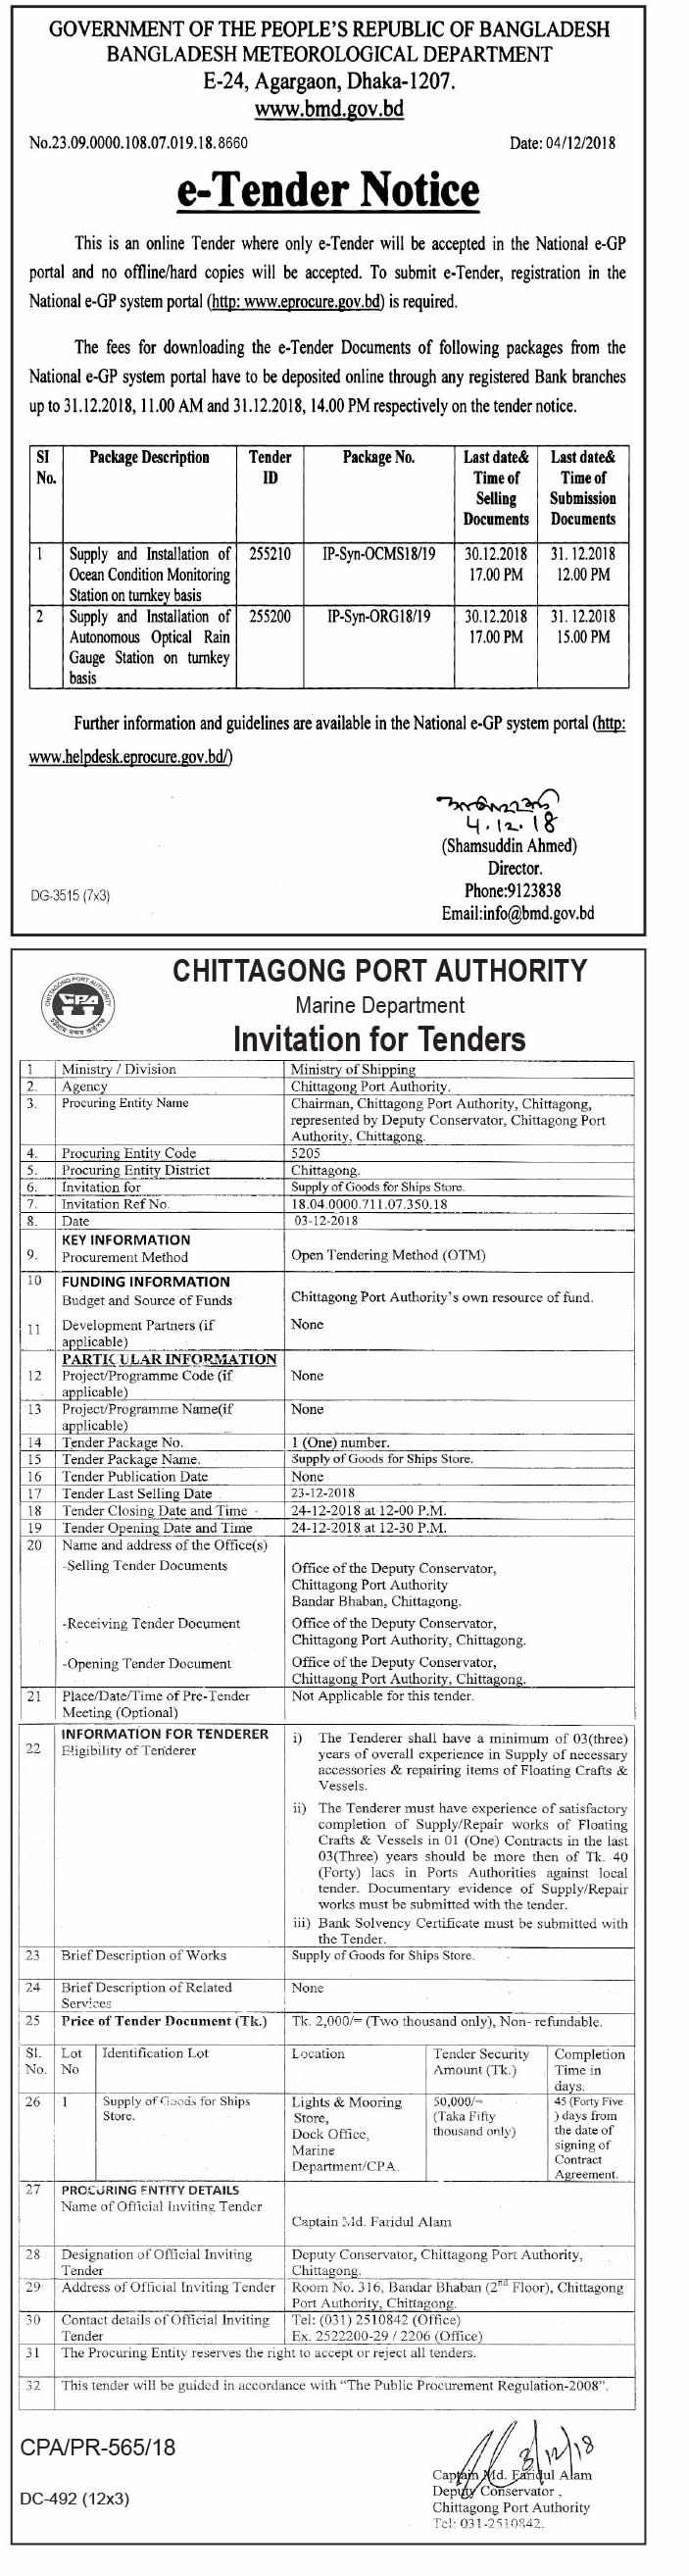 GOVERNMENT OF THE PEOPLE'S REPUBLIC OF BANGLADESH
BANGLADESH METEOROLOGICAL DEPARTMENT
E-24, Agargaon, Dhaka-1207.
www.bmd.gov.bd
No.23.09.0000.108.07.019.18.8660 Date: 04/12/2018
e-Tender Notice
This is an online Tender where only e-Tender will be accepted in the National e-GP
portal and no offline/hard copies will be accepted. To submit e-Tender, registration in the
National e-GP system portal (http: www.eprocure.gov.bd) is required.
The fees for downloading the e-Tender Documents of following packages from the
National e-GP system portal have to be deposited online through any registered Bank branches
up to 31.12.2018, 11.00 AM and 31.12.2018, 14.00 PM respectively on the tender notice.
SI Package Description Tender Package No. Last date& Last date&
No. ID Time of Time of
Selling Submission
Documents Documents
1 Supply and Installation of 255210 IP-Syn-OCMS18/19 30.12.2018 31. 12.2018
Ocean Condition Monitoring 17.00 PM 12.00 PM
Station on turnkey basis
2 Supply and Installation of 255200 IP-Syn-ORG18/19 30.12.2018 31. 12.2018
Autonomous Optical Rain 17.00 PM 15.00 PM
Gauge Station on turnkey
basis
Further information and guidelines are available in the National e-GP system portal (http:
www.helpdesk.eprocure.gov.bd/)
4.12.18
(Shamsuddin Ahmed)
Director.
Phone:9123838
DG-3515 (7x3)
Email:info@bmd.gov.bd
CHITTAGONG PORT AUTHORITY
CPA
Marine Department
Invitation for Tenders
1 Ministry / Division Ministry of Shipping
2. Agency Chittagong Port Authority.
3. Procuring Entity Name Chairman, Chittagong Port Authority, Chittagong,
represented by Deputy Conservator, Chittagong Port
Authority, Chittagong.
4. Procuring Entity Code 5205
5. Procuring Entity District Chittagong.
6. Invitation for Supply of Goods for Ships Store.
7. Invitation Ref No. 18.04.0000.711.07.350.18
8. Date 03-12-2018
KEY INFORMATION
9. Procurement Method Open Tendering Method (OTM)
10 FUNDING INFORMATION
Budget and Source of Funds Chittagong Port Authority's own resource of fund.
11 Development Partners (if None
applicable)
PARTICULAR INFORMATION
12 Project/Programme Code (if None
applicable)
13 Project/Programme Name(if None
applicable)
14 Tender Package No. 1 (One) number.
15 Tender Package Name. Supply of Goods for Ships Store.
16 Tender Publication Date None
17 Tender Last Selling Date 23-12-2018
18 Tender Closing Date and Time 24-12-2018 at 12-00 P.M.
19 Tender Opening Date and Time 24-12-2018 at 12-30 P.M.
20 Name and address of the Office(s)
-Selling Tender Documents Office of the Deputy Conservator,
Chittagong Port Authority
Bandar Bhaban, Chittagong.
-Receiving Tender Document Office of the Deputy Conservator,
Chittagong Port Authority, Chittagong.
-Opening Tender Document Office of the Deputy Conservator,
Chittagong Port Authority, Chittagong.
21 Place/Date/Time of Pre-Tender Not Applicable for this tender.
Meeting (Optional)
INFORMATION FOR TENDERER
22 Eligibility of Tenderer i) The Tenderer shall have a minimum of 03(three)
years of overall experience in Supply of necessary
accessories & repairing items of Floating Crafts &
Vessels.
ii) The Tenderer must have experience of satisfactory
completion of Supply/Repair works of Floating
Crafts & Vessels in 01 (One) Contracts in the last
03(Three) years should be more then of Tk. 40
(Forty) lacs in Ports Authorities against local
tender. Documentary evidence of Supply/Repair
works must be submitted with the tender.
iii) Bank Solvency Certificate must be submitted with
the Tender.
23 Brief Description of Works Supply of Goods for Ships Store.
24 Brief Description of Related None
Services
25 Price of Tender Document (Tk.) Tk. 2,000/= (Two thousand only), Non- refundable.
Sl. Lot Identification Lot Location Tender Security Completion
No. No Amount (Tk.) Time in
days.
26 1 Supply of Goods for Ships Lights & Mooring 50,000/= 45 (Forty Five
Store. Store, (Taka Fifty ) days from
Dock Office, thousand only) the date of
Marine signing of
Department/CPA. Contract
Agreement.
27 PROCURING ENTITY DETAILS
Name of Official Inviting Tender
Captain Md. Faridul Alam
28 Designation of Official Inviting Deputy Conservator, Chittagong Port Authority,
Tender Chittagong.
29 Address of Official Inviting Tender Room No. 316, Bandar Bhaban (2nd Floor), Chittagong
Port Authority, Chittagong.
30 Contact details of Official Inviting Tel: (031) 2510842 (Office)
Tender Ex. 2522200-29 / 2206 (Office)
31 The Procuring Entity reserves the right to accept or reject all tenders.
32 This tender will be guided in accordance with "The Public Procurement Regulation-2008".
CPA/PR-565/18
3/12/18
Captain Md. Faridul Alam
Deputy Conservator ,
DC-492 (12x3)
Chittagong Port Authority
Tel: 031-2510842.